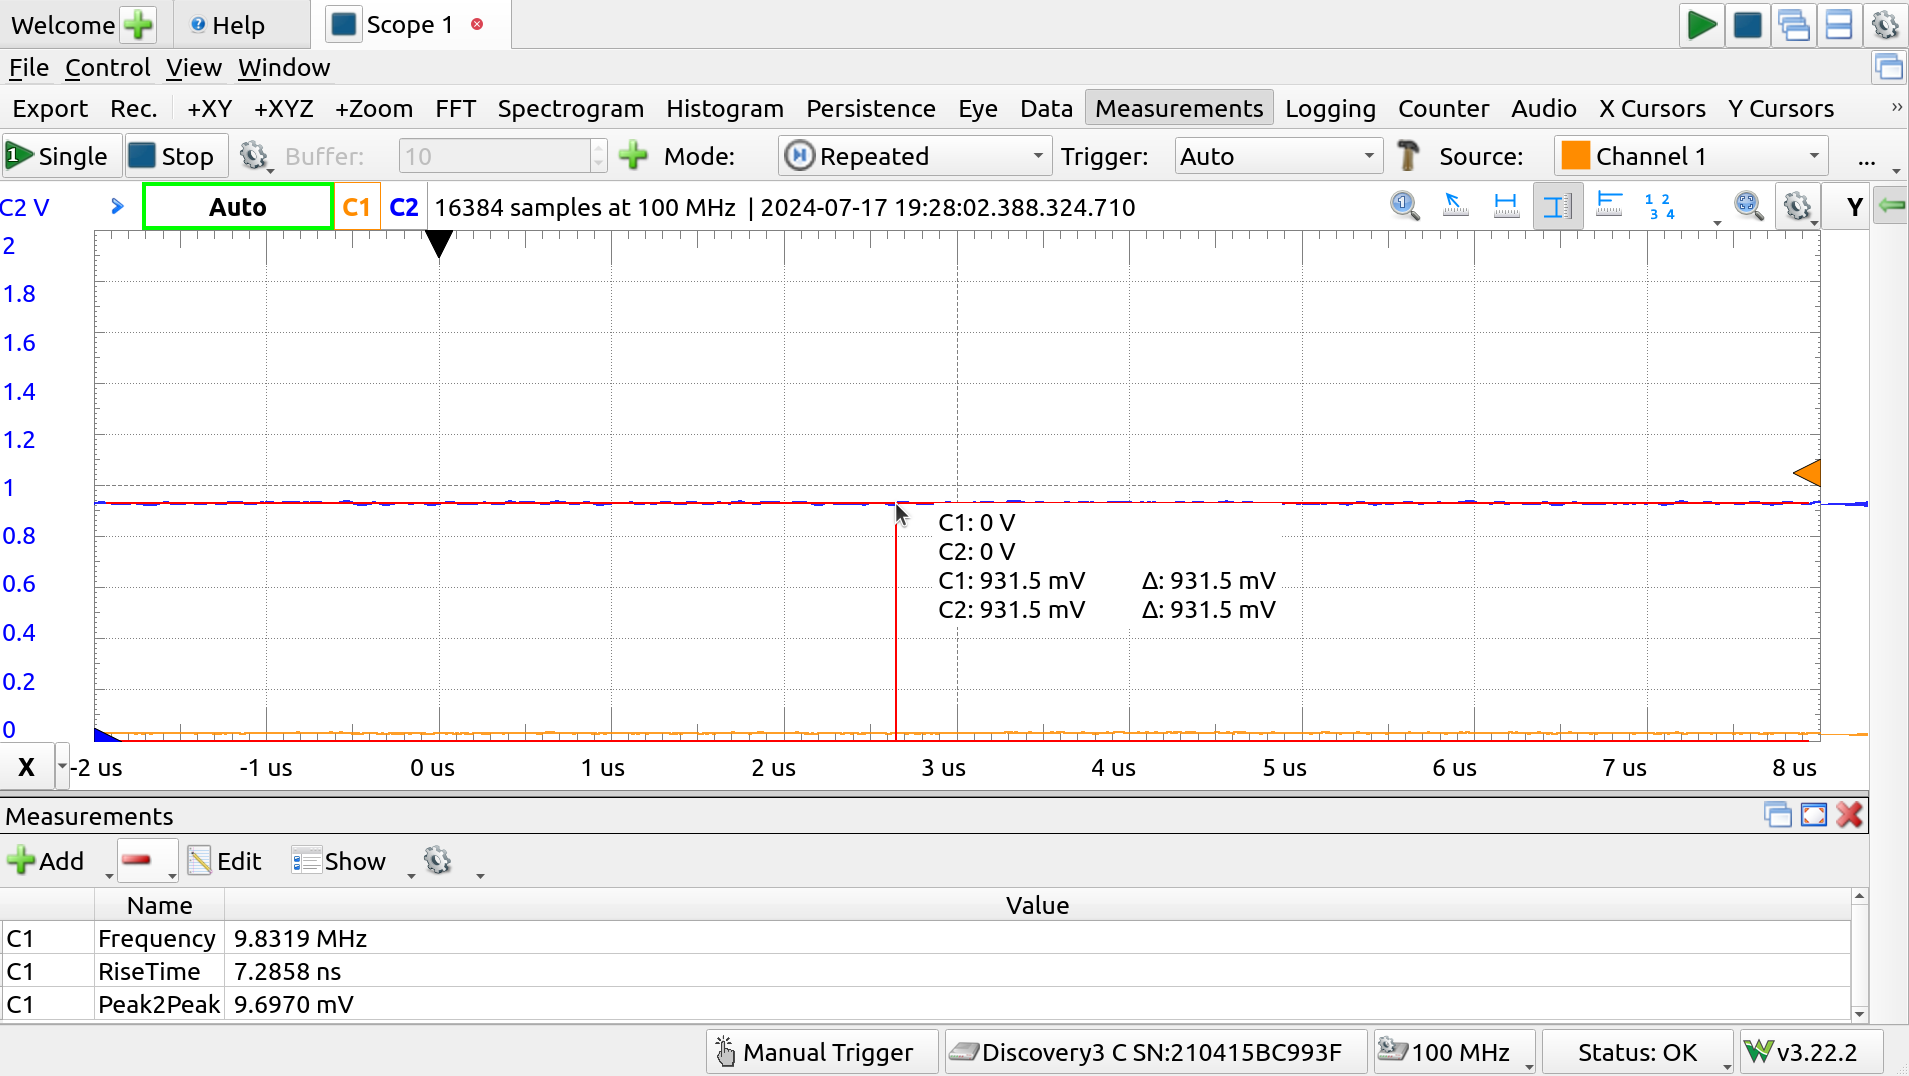 Welcome Help Scope 1
File Control View Window
Export Rec. +XY +XYZ +Zoom FFT Spectrogram Histogram Persistence Eye Data Measurements Logging Counter Audio X Cursors Y Cursors »
1 Single Stop Buffer: 10 Mode: Repeated Trigger: Auto Source: Channel 1 ...
C2 V Auto C1 C2 16384 samples at 100 MHz | 2024-07-17 19:28:02.388.324.710 1 1 2 3 4 Y
2
1.8
1.6
1.4
1.2
1
0.8
0.6
0.4
0.2
0
C1: 0 V
C2: 0 V
C1: 931.5 mV Δ: 931.5 mV
C2: 931.5 mV Δ: 931.5 mV
X -2 us -1 us 0 us 1 us 2 us 3 us 4 us 5 us 6 us 7 us 8 us
Measurements
Add Edit Show
Name Value
C1 Frequency 9.8319 MHz
C1 RiseTime 7.2858 ns
C1 Peak2Peak 9.6970 mV
Manual Trigger Discovery3 C SN:210415BC993F 100 MHz Status: OK v3.22.2